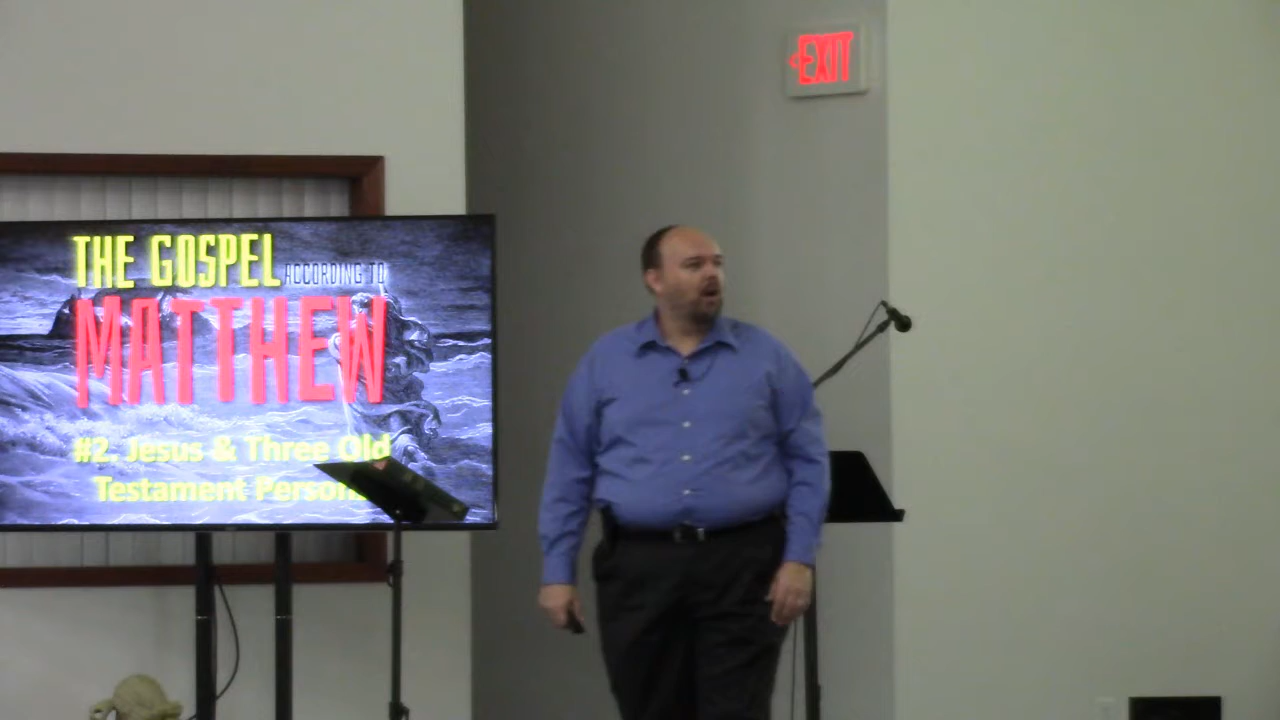 EXIT
THE GOSPEL ACCORDING TO
MATTHEW
#2. Jesus & Three Old
Testament